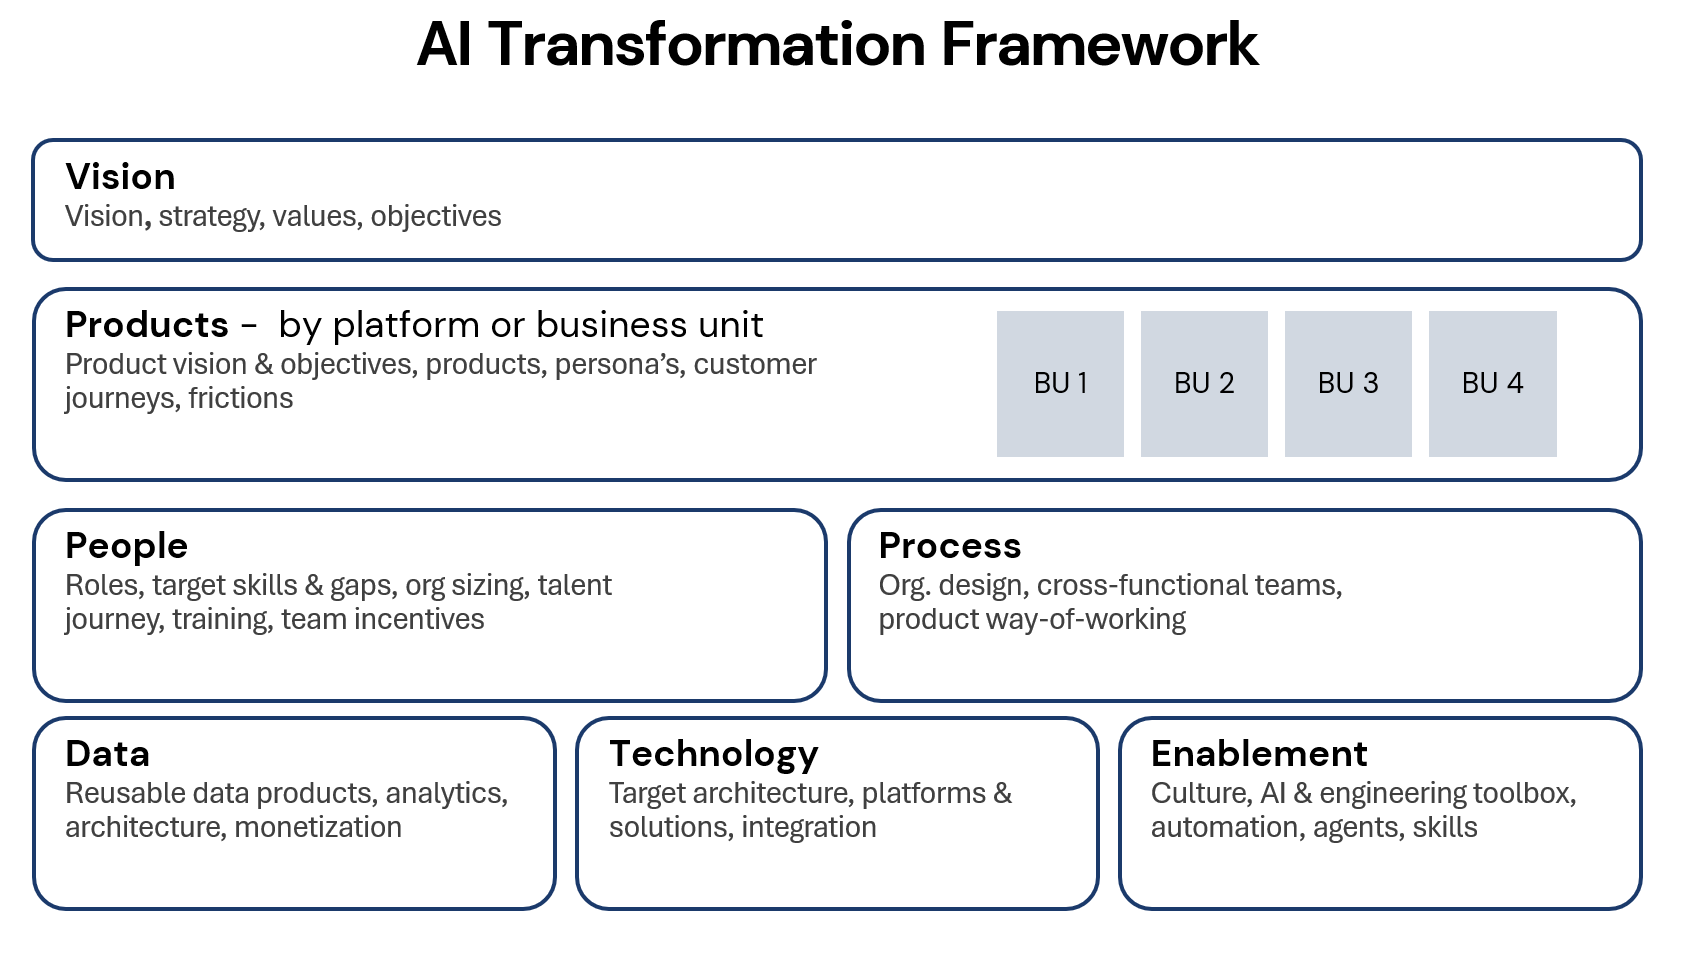 AI Transformation Framework
Vision
Vision, strategy, values, objectives
Products -  by platform or business unit
Product vision & objectives, products, persona’s, customer
journeys, frictions
BU 1
BU 2
BU 3
BU 4
People
Roles, target skills & gaps, org sizing, talent
journey, training, team incentives
Process
Org. design, cross-functional teams,
product way-of-working
Data
Reusable data products, analytics,
architecture, monetization
Technology
Target architecture, platforms &
solutions, integration
Enablement
Culture, AI & engineering toolbox,
automation, agents, skills